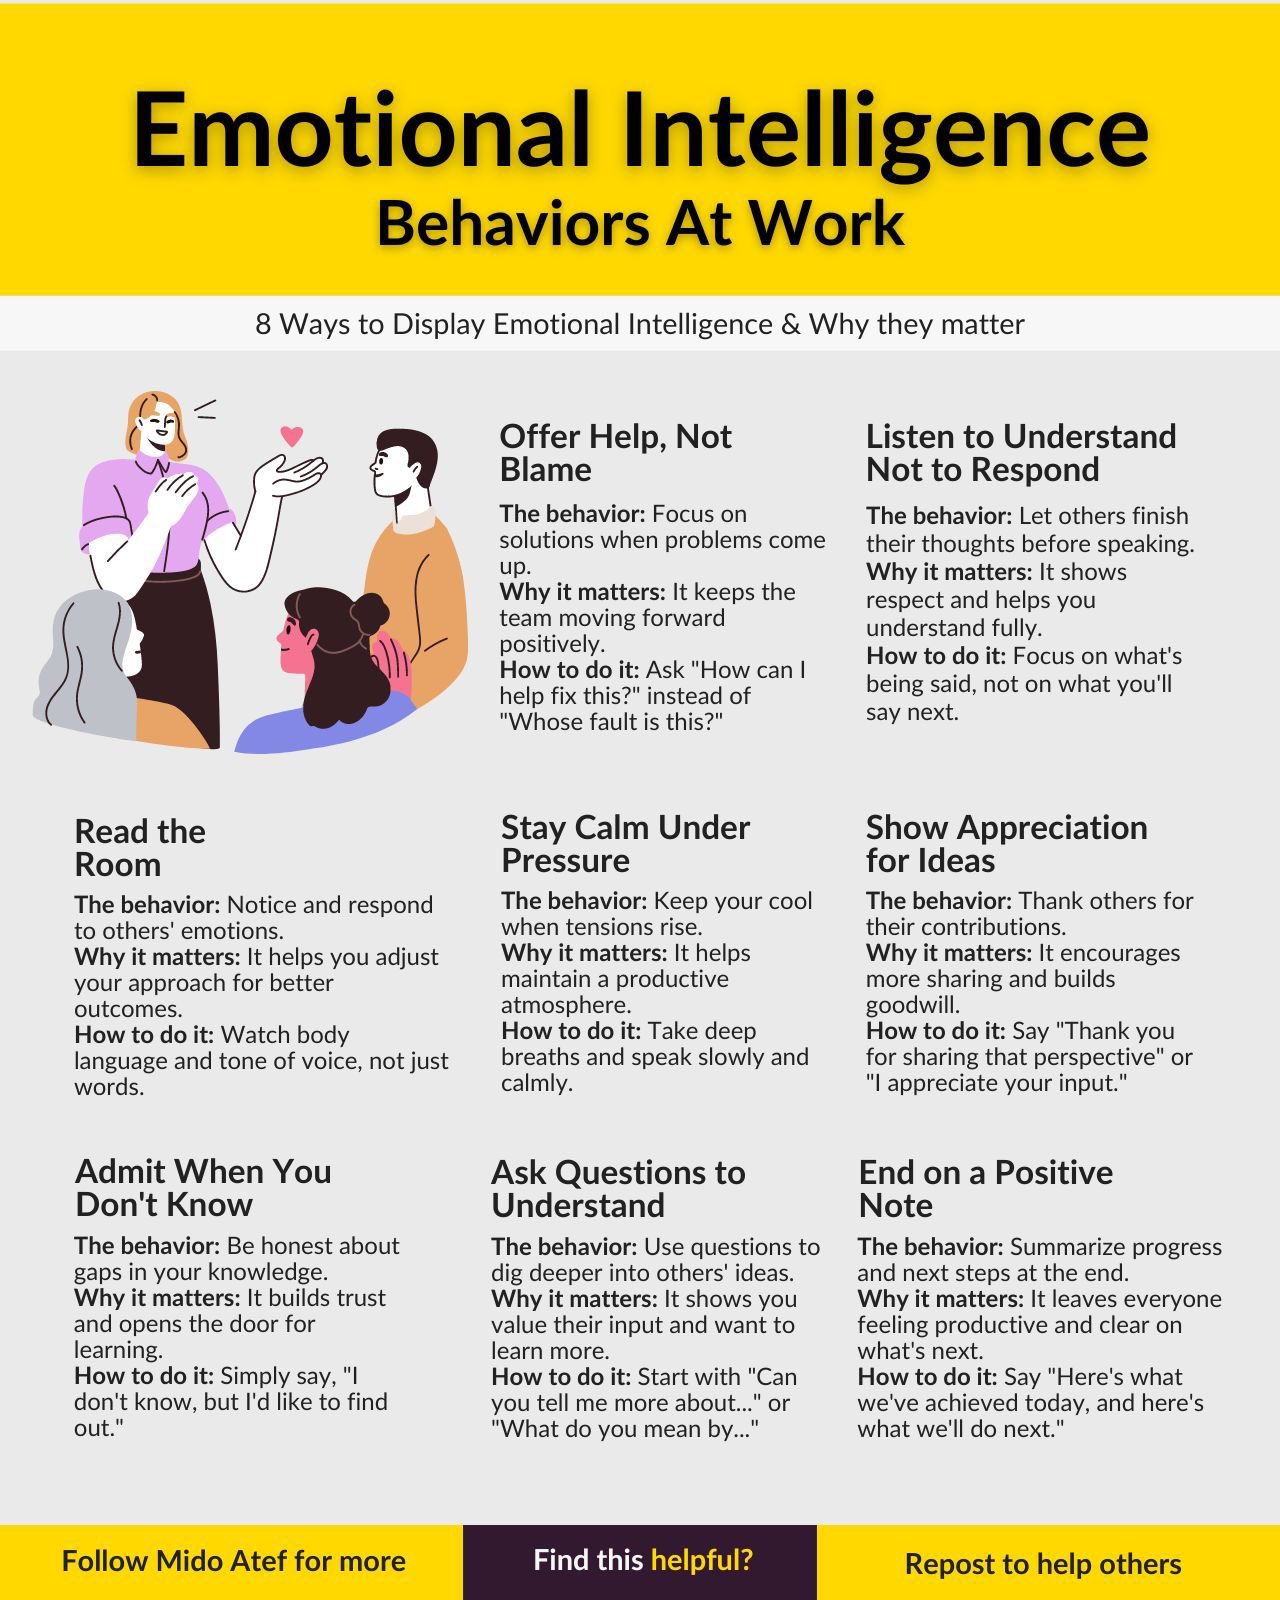 Emotional Intelligence
Behaviors At Work
8 Ways to Display Emotional Intelligence & Why they matter
Offer Help, Not
Blame
The behavior: Focus on
solutions when problems come
up.
Why it matters: It keeps the
team moving forward
positively.
How to do it: Ask "How can I
help fix this?" instead of
"Whose fault is this?"
Listen to Understand
Not to Respond
The behavior: Let others finish
their thoughts before speaking.
Why it matters: It shows
respect and helps you
understand fully.
How to do it: Focus on what's
being said, not on what you'll
say next.
Read the
Room
The behavior: Notice and respond
to others' emotions.
Why it matters: It helps you adjust
your approach for better
outcomes.
How to do it: Watch body
language and tone of voice, not just
words.
Stay Calm Under
Pressure
The behavior: Keep your cool
when tensions rise.
Why it matters: It helps
maintain a productive
atmosphere.
How to do it: Take deep
breaths and speak slowly and
calmly.
Show Appreciation
for Ideas
The behavior: Thank others for
their contributions.
Why it matters: It encourages
more sharing and builds
goodwill.
How to do it: Say "Thank you
for sharing that perspective" or
"I appreciate your input."
Admit When You
Don't Know
The behavior: Be honest about
gaps in your knowledge.
Why it matters: It builds trust
and opens the door for
learning.
How to do it: Simply say, "I
don't know, but I'd like to find
out."
Ask Questions to
Understand
The behavior: Use questions to
dig deeper into others' ideas.
Why it matters: It shows you
value their input and want to
learn more.
How to do it: Start with "Can
you tell me more about..." or
"What do you mean by..."
End on a Positive
Note
The behavior: Summarize progress
and next steps at the end.
Why it matters: It leaves everyone
feeling productive and clear on
what's next.
How to do it: Say "Here's what
we've achieved today, and here's
what we'll do next."
Follow Mido Atef for more
Find this helpful?
Repost to help others